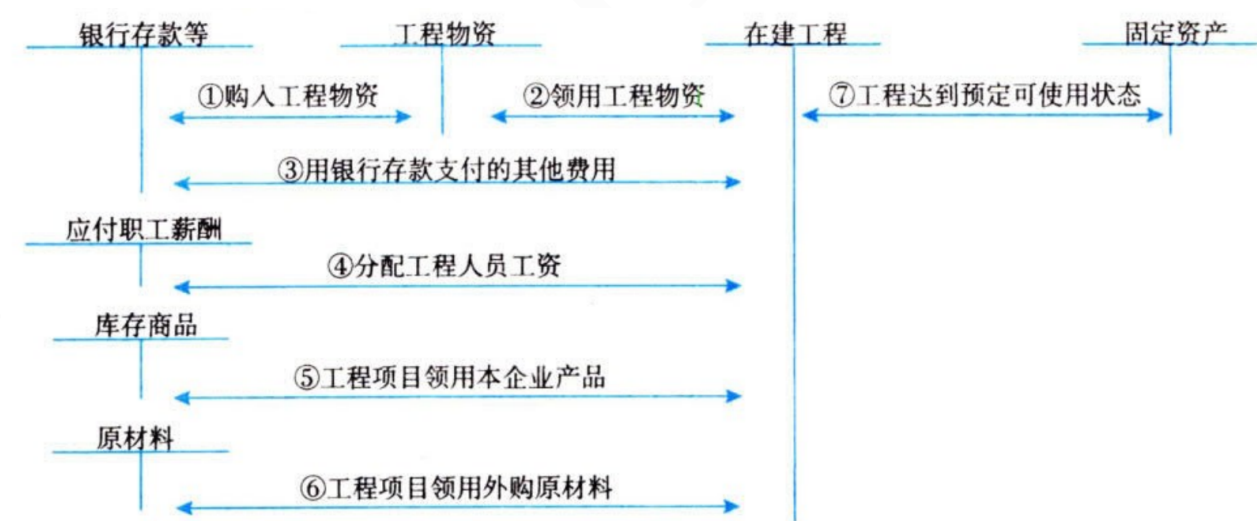 银行存款等 工程物资 在建工程 固定资产
①购入工程物资 ②领用工程物资 ⑦工程达到预定可使用状态
③用银行存款支付的其他费用
应付职工薪酬
④分配工程人员工资
库存商品
⑤工程项目领用本企业产品
原材料
⑥工程项目领用外购原材料